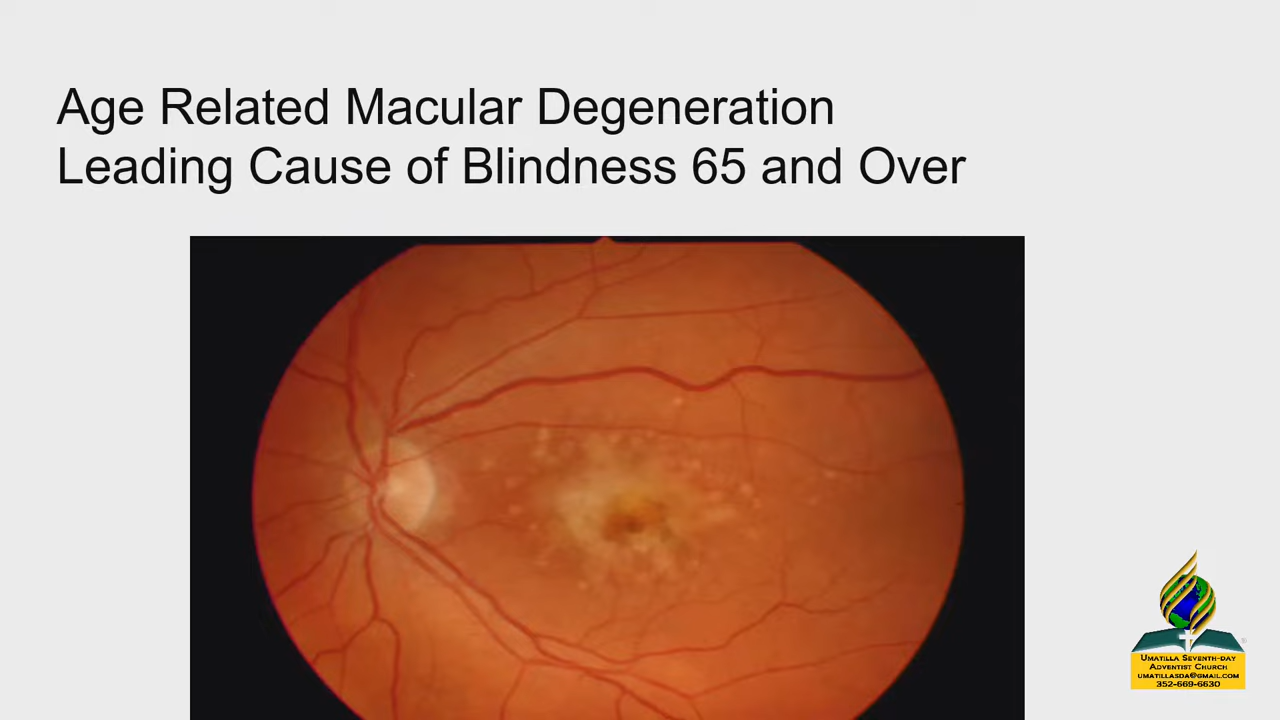 Age Related Macular Degeneration
Leading Cause of Blindness 65 and Over
Umatilla Seventh-day
Adventist Church
umatillasda@gmail.com
352-669-6630